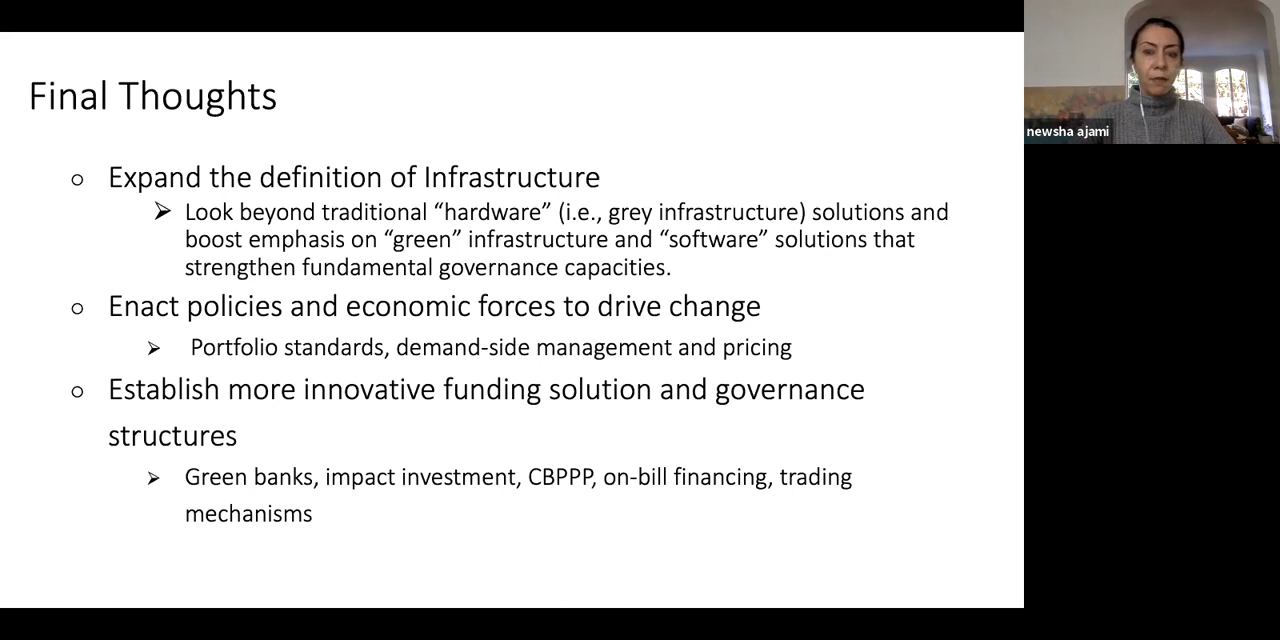 Final Thoughts
○ Expand the definition of Infrastructure
➢ Look beyond traditional “hardware” (i.e., grey infrastructure) solutions and
boost emphasis on “green” infrastructure and “software” solutions that
strengthen fundamental governance capacities.
○ Enact policies and economic forces to drive change
➢ Portfolio standards, demand-side management and pricing
○ Establish more innovative funding solution and governance
structures
➢ Green banks, impact investment, CBPPP, on-bill financing, trading
mechanisms
newsha ajami